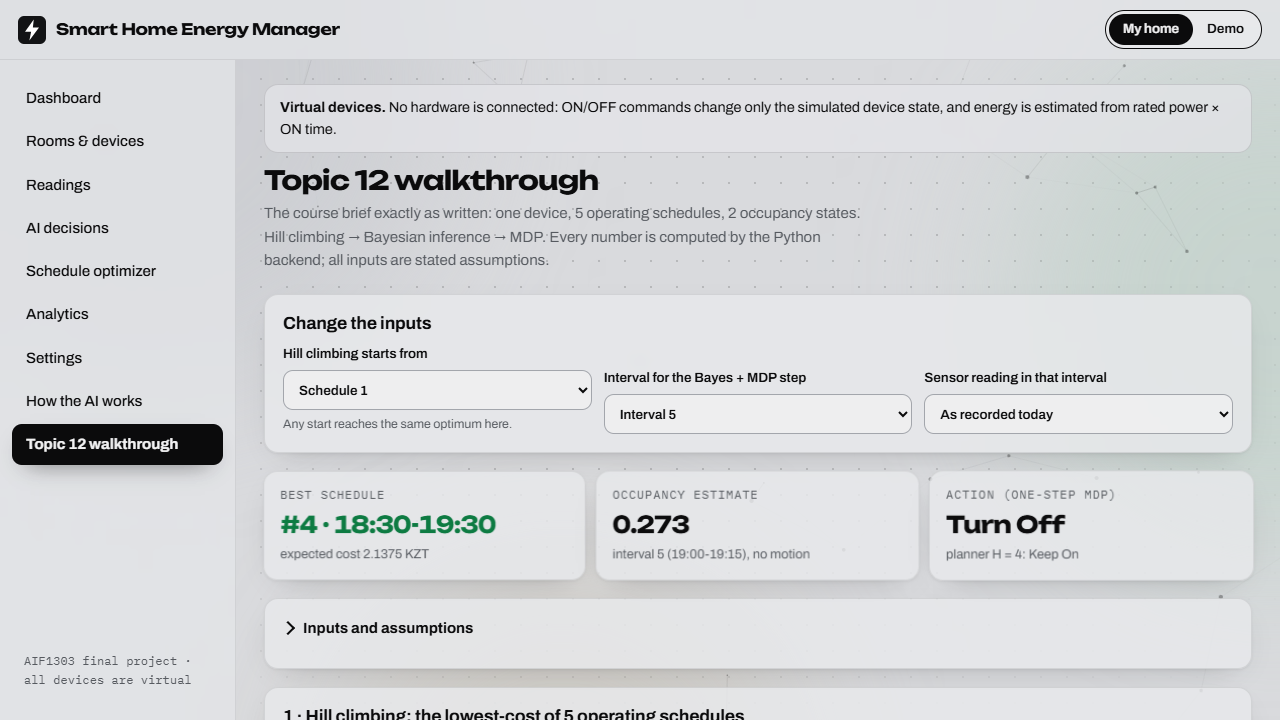 Smart Home Energy Manager
My home
Demo
Dashboard
Rooms & devices
Readings
AI decisions
Schedule optimizer
Analytics
Settings
How the AI works
Topic 12 walkthrough
AIF1303 final project ·
all devices are virtual
Virtual devices. No hardware is connected: ON/OFF commands change only the simulated device state, and energy is estimated from rated power ×
ON time.
Topic 12 walkthrough
The course brief exactly as written: one device, 5 operating schedules, 2 occupancy states.
Hill climbing → Bayesian inference → MDP. Every number is computed by the Python
backend; all inputs are stated assumptions.
Change the inputs
Hill climbing starts from
Schedule 1
Any start reaches the same optimum here.
Interval for the Bayes + MDP step
Interval 5
Sensor reading in that interval
As recorded today
BEST SCHEDULE
#4 · 18:30-19:30
expected cost 2.1375 KZT
OCCUPANCY ESTIMATE
0.273
interval 5 (19:00-19:15), no motion
ACTION (ONE-STEP MDP)
Turn Off
planner H = 4: Keep On
Inputs and assumptions
1 · Hill climbing: the lowest-cost of 5 operating schedules